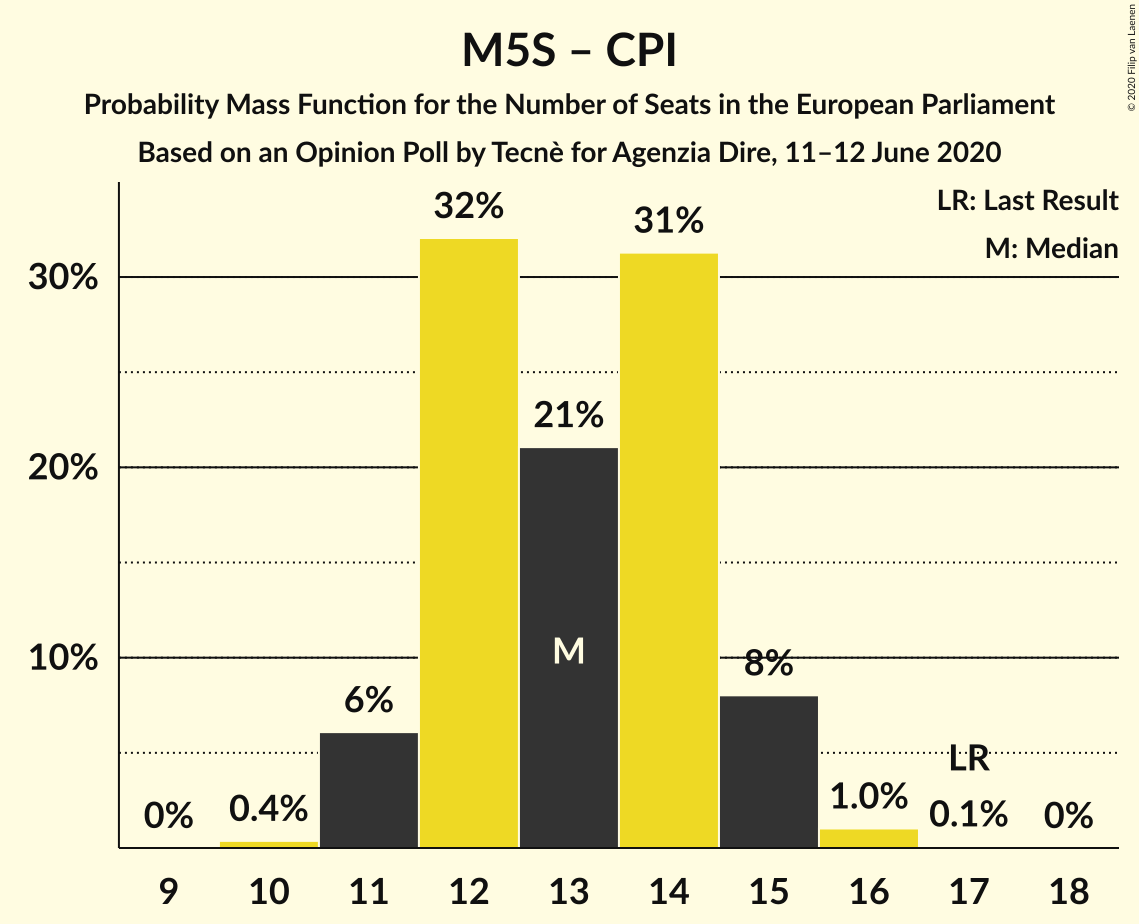 M5S – CPI
Probability Mass Function for the Number of Seats in the European Parliament
Based on an Opinion Poll by Tecnè for Agenzia Dire, 11–12 June 2020
© 2020 Filip van Laenen
LR: Last Result
M: Median
30%
20%
10%
0%
0.4%
6%
32%
21%
M
31%
8%
1.0%
LR
0.1%
0%
9 10 11 12 13 14 15 16 17 18